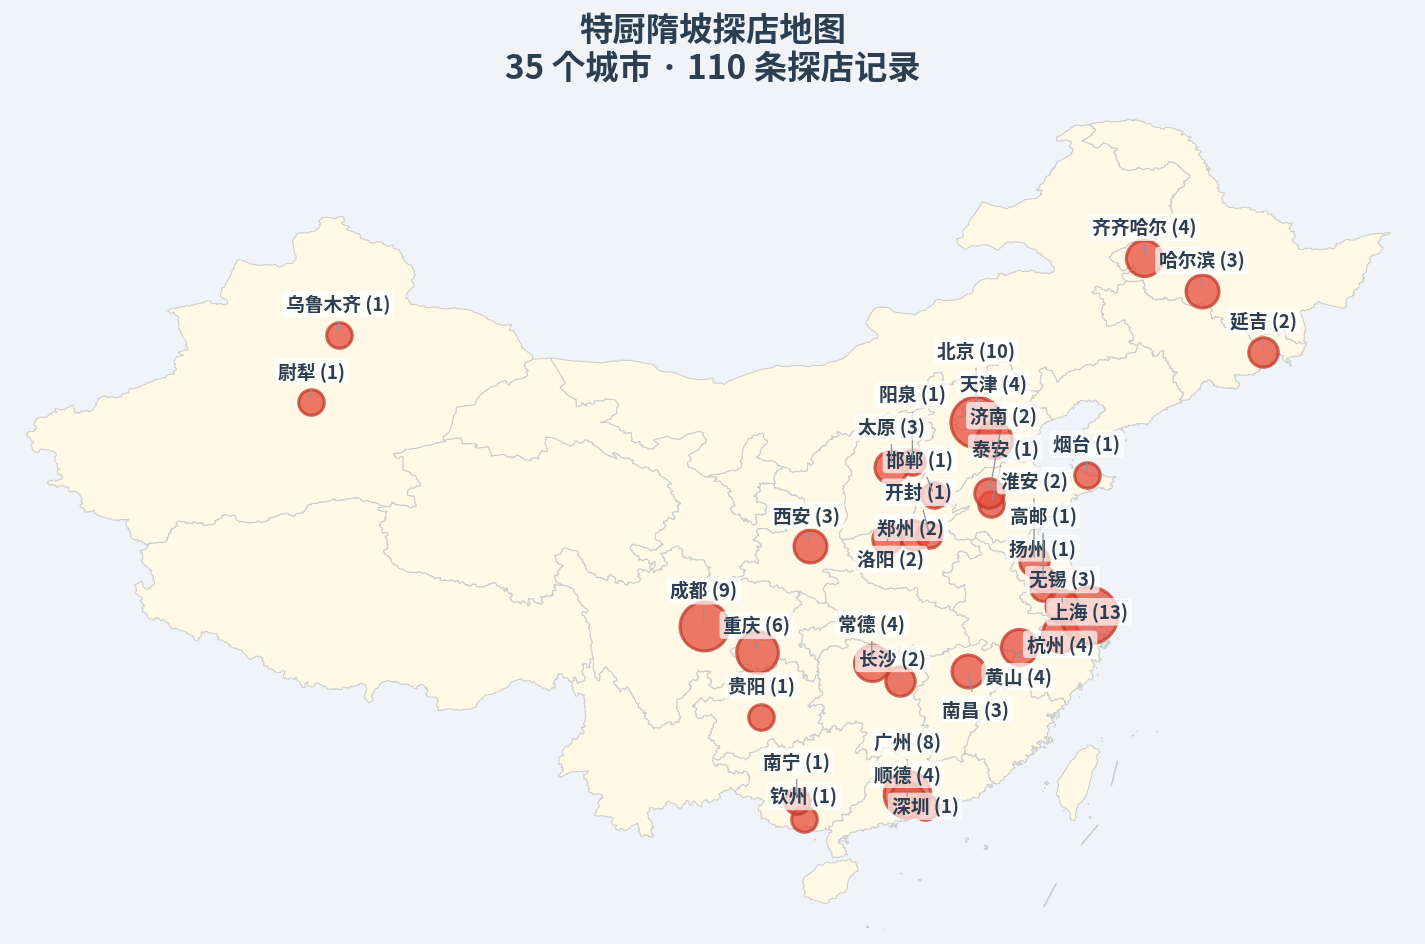 特厨隋坡探店地图
35 个城市 · 110 条探店记录
齐齐哈尔 (4)
哈尔滨 (3)
乌鲁木齐 (1)
延吉 (2)
北京 (10)
尉犁 (1)
天津 (4)
阳泉 (1)
济南 (2)
太原 (3)
烟台 (1)
泰安 (1)
邯郸 (1)
淮安 (2)
开封 (1)
西安 (3)
高邮 (1)
郑州 (2)
扬州 (1)
洛阳 (2)
无锡 (3)
成都 (9)
上海 (13)
常德 (4)
重庆 (6)
杭州 (4)
长沙 (2)
黄山 (4)
贵阳 (1)
南昌 (3)
广州 (8)
南宁 (1)
顺德 (4)
钦州 (1)
深圳 (1)